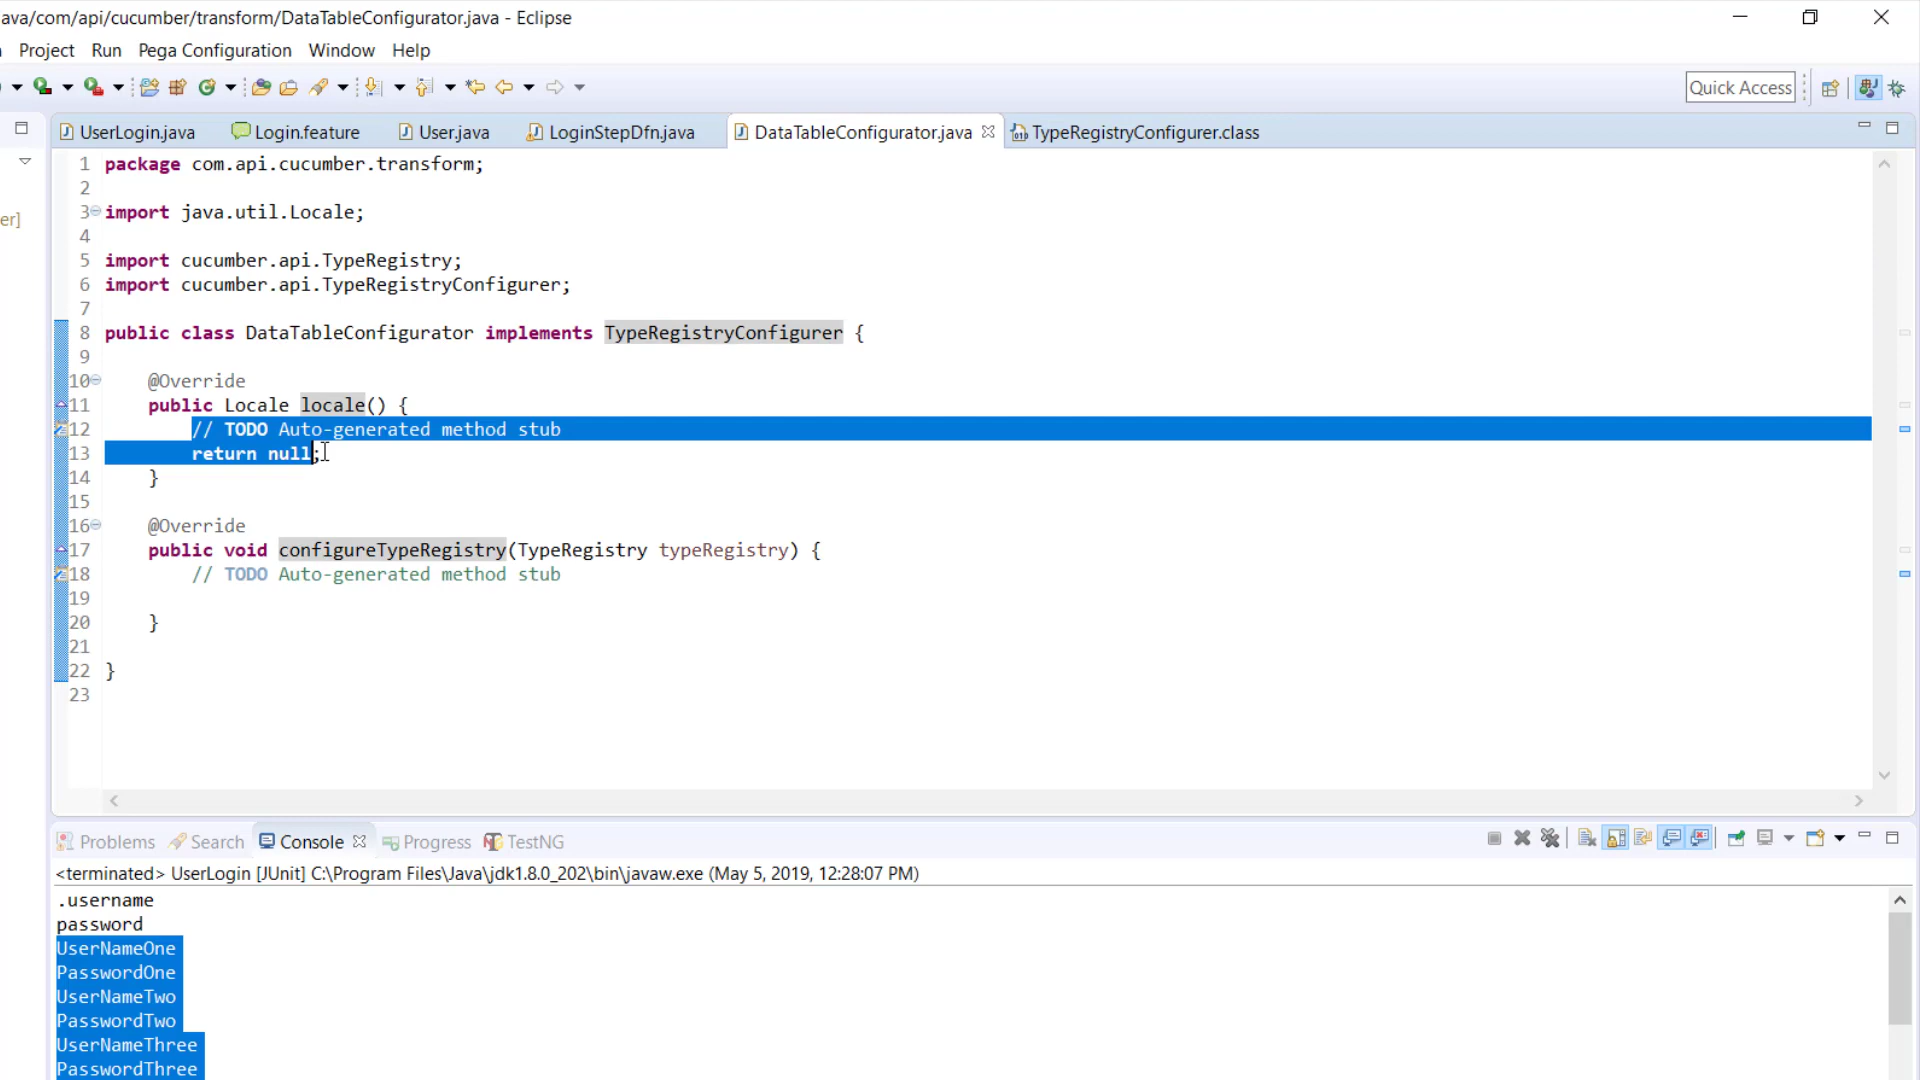 ava/com/api/cucumber/transform/DataTableConfigurator.java - Eclipse
Project Run Pega Configuration Window Help
Quick Access
UserLogin.java Login.feature User.java LoginStepDfn.java DataTableConfigurator.java TypeRegistryConfigurer.class
1 package com.api.cucumber.transform;
2
3 import java.util.Locale;
4
er]
5 import cucumber.api.TypeRegistry;
6 import cucumber.api.TypeRegistryConfigurer;
7
8 public class DataTableConfigurator implements TypeRegistryConfigurer {
9
10 @Override
11 public Locale locale() {
12 // TODO Auto-generated method stub
13 return null;
14 }
15
16 @Override
17 public void configureTypeRegistry(TypeRegistry typeRegistry) {
18 // TODO Auto-generated method stub
19
20 }
21
22 }
23
Problems Search Console Progress TestNG
<terminated> UserLogin [JUnit] C:\Program Files\Java\jdk1.8.0_202\bin\javaw.exe (May 5, 2019, 12:28:07 PM)
.username
password
UserNameOne
PasswordOne
UserNameTwo
PasswordTwo
UserNameThree
PasswordThree